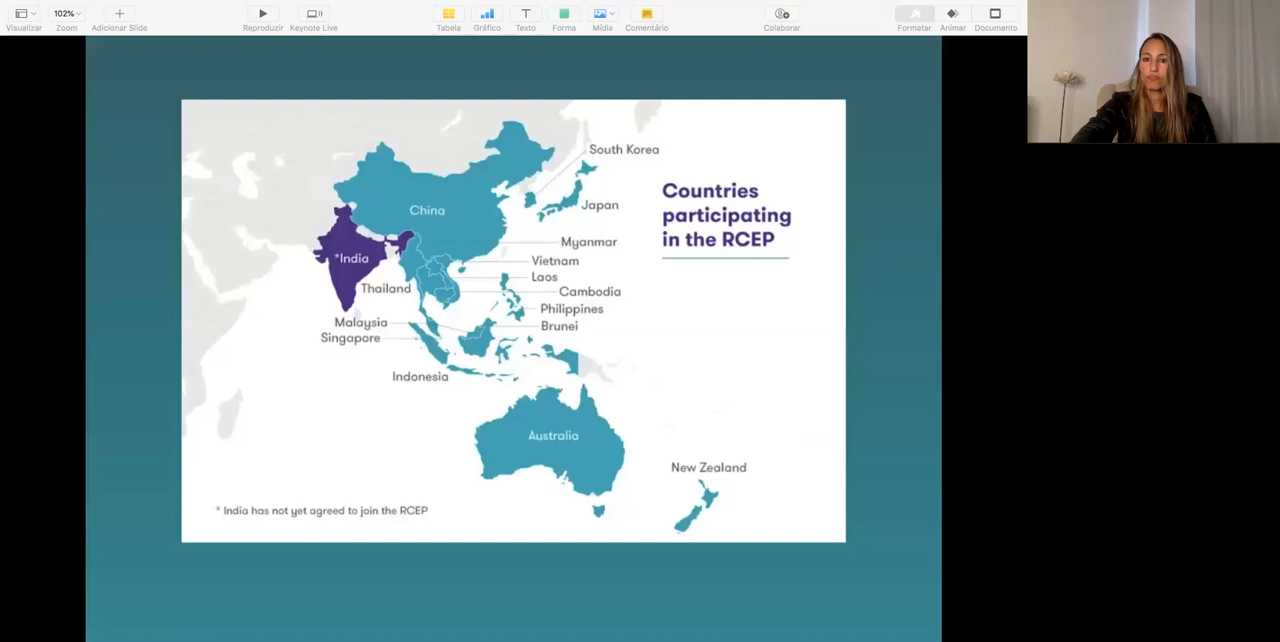 102%
Visualizar
Zoom
Adicionar Slide
Reproduzir
Keynote Live
Tabela
Gráfico
Texto
Forma
Mídia
Comentário
Colaborar
Formatar
Animar
Documento
Countries
participating
in the RCEP
South Korea
Japan
China
Myanmar
*India
Vietnam
Laos
Thailand
Cambodia
Philippines
Malaysia
Brunei
Singapore
Indonesia
Australia
New Zealand
* India has not yet agreed to join the RCEP